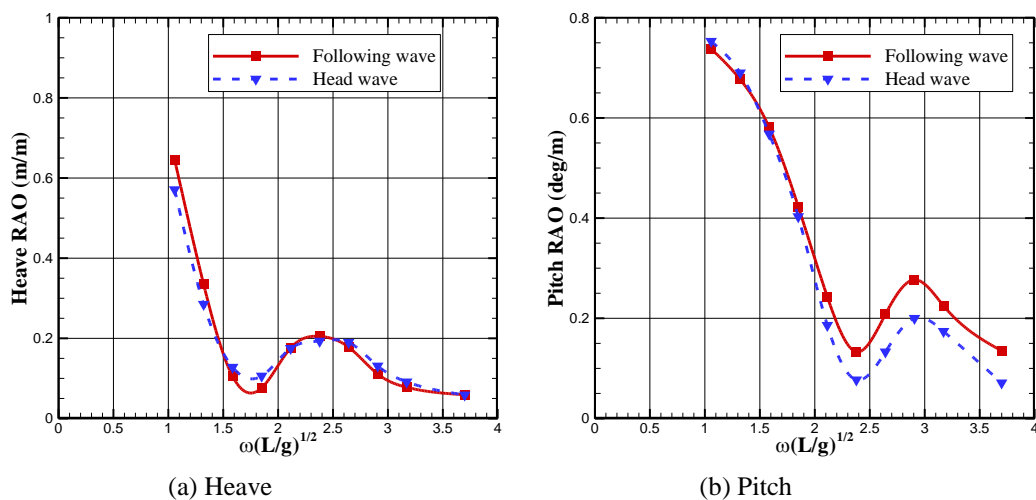 Heave RAO (m/m)
1
0.8
0.6
0.4
0.2
0
0 0.5 1 1.5 2 2.5 3 3.5 4
ω(L/g)^1/2
Following wave
Head wave
(a) Heave
Pitch RAO (deg/m)
0.8
0.6
0.4
0.2
0
0 0.5 1 1.5 2 2.5 3 3.5 4
ω(L/g)^1/2
Following wave
Head wave
(b) Pitch